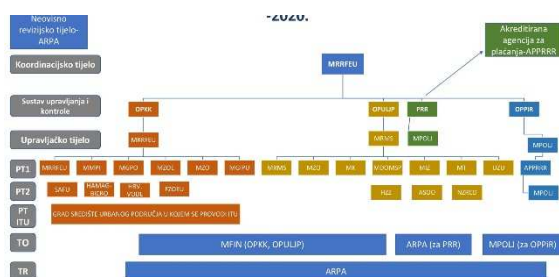 Neovisno
revizijsko tijelo-
ARPA
-2020.
Akreditirana
agencija za
plaćanja-APPRRR
Koordinacijsko tijelo
MRRFEU
Sustav upravljanja i
kontrole
OPKK
OPULJP
PRR
OPPiR
Upravljačko tijelo
MRRFEU
MRMS
MPOLJ
MPOLJ
PT1
MRRFEU
MMPI
MGPO
MZOE
MZO
MGIPU
MRMS
MZO
MK
MDOMSP
MIZ
MT
UZU
APPRRR
PT2
SAFU
HAMAG-
BICRO
HRV.
VODE
FZOEU
HZZ
ASOO
NZRCD
MPOLJ
PT
ITU
GRAD SREDIŠTE URBANOG PODRUČJA U KOJEM SE PROVODI ITU
TO
MFIN (OPKK, OPULJP)
ARPA (za PRR)
MPOLJ (za OPPiR)
TR
ARPA